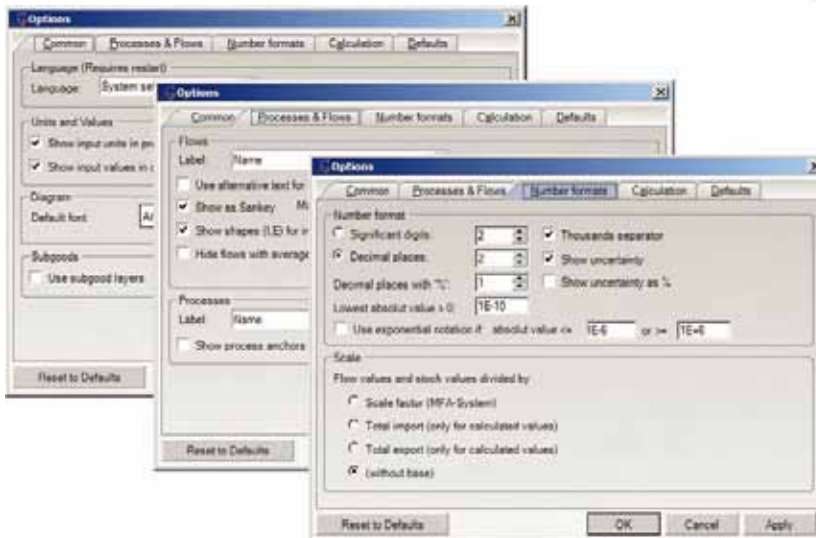 Options
Common Processes & Flows Number formats Calculation Defaults
Language (Requires restart)
Language: System
Units and Values
Show input units in
Show input values in
Diagram
Default font:
Subgoods
Use subgood layers
Reset to Defaults
Options
Common Processes & Flows Number formats Calculation Defaults
Flows
Label: Name
Use alternative text for
Show as Sankey
Show shapes (I,E) for
Hide flows with average
Processes
Label: Name
Show process anchors
Reset to Defaults
Options
Common Processes & Flows Number formats Calculation Defaults
Number format
Significant digits: 2 Thousands separator
Decimal places: 2 Show uncertainty
Decimal places with '%': 1 Show uncertainty as %
Lowest absolut value > 0: 1E-10
Use exponential notation if: absolut value <= 1E-6 or >= 1E+6
Scale
Flow values and stock values divided by
Scale factor (MFA-System)
Total import (only for calculated values)
Total export (only for calculated values)
(without base)
Reset to Defaults OK Cancel Apply